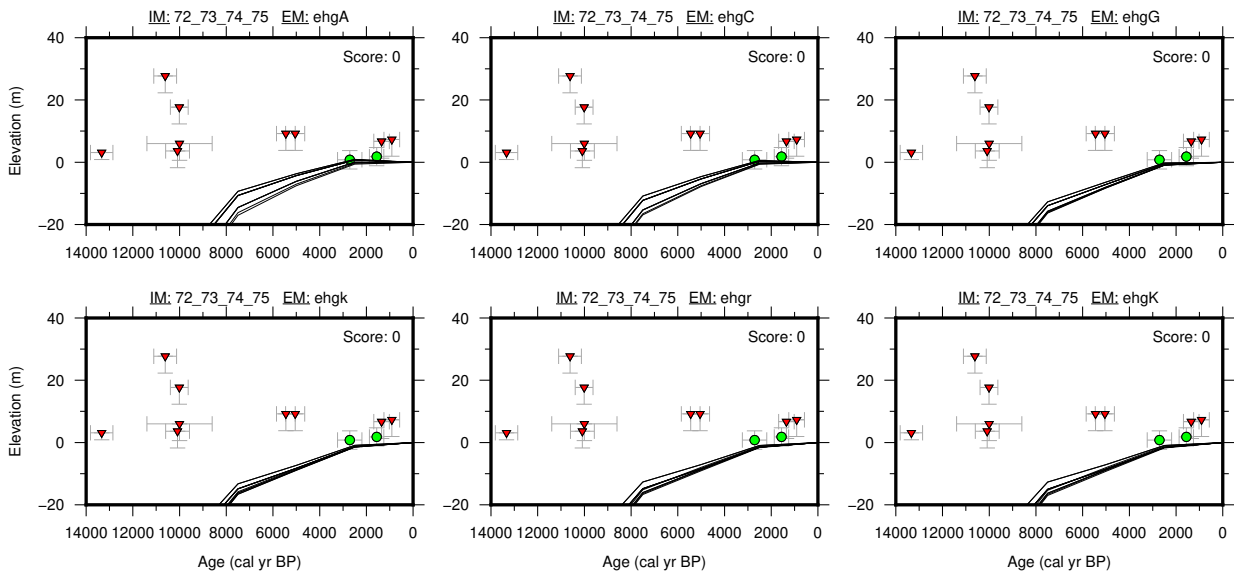 IM: 72_73_74_75 EM: ehgA
IM: 72_73_74_75 EM: ehgC
IM: 72_73_74_75 EM: ehgG
Score: 0
Score: 0
Score: 0
Elevation (m)
40
20
0
−20
14000 12000 10000 8000 6000 4000 2000 0
14000 12000 10000 8000 6000 4000 2000 0
14000 12000 10000 8000 6000 4000 2000 0
IM: 72_73_74_75 EM: ehgk
IM: 72_73_74_75 EM: ehgr
IM: 72_73_74_75 EM: ehgK
Score: 0
Score: 0
Score: 0
Elevation (m)
40
20
0
−20
14000 12000 10000 8000 6000 4000 2000 0
14000 12000 10000 8000 6000 4000 2000 0
14000 12000 10000 8000 6000 4000 2000 0
Age (cal yr BP)
Age (cal yr BP)
Age (cal yr BP)